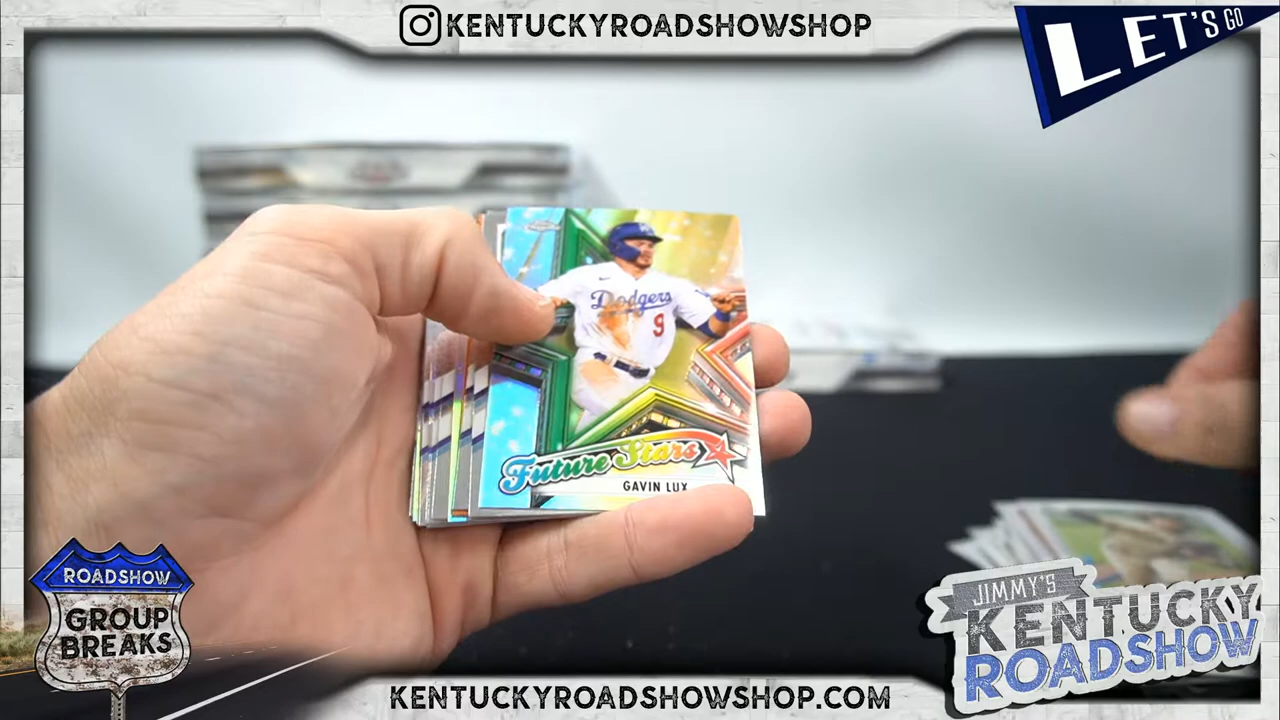 KENTUCKYROADSHOWSHOP
LET'S GO
Dodgers
9
Future Stars
GAVIN LUX
ROADSHOW
GROUP
BREAKS
JIMMY'S
KENTUCKY
ROADSHOW
KENTUCKYROADSHOWSHOP.COM